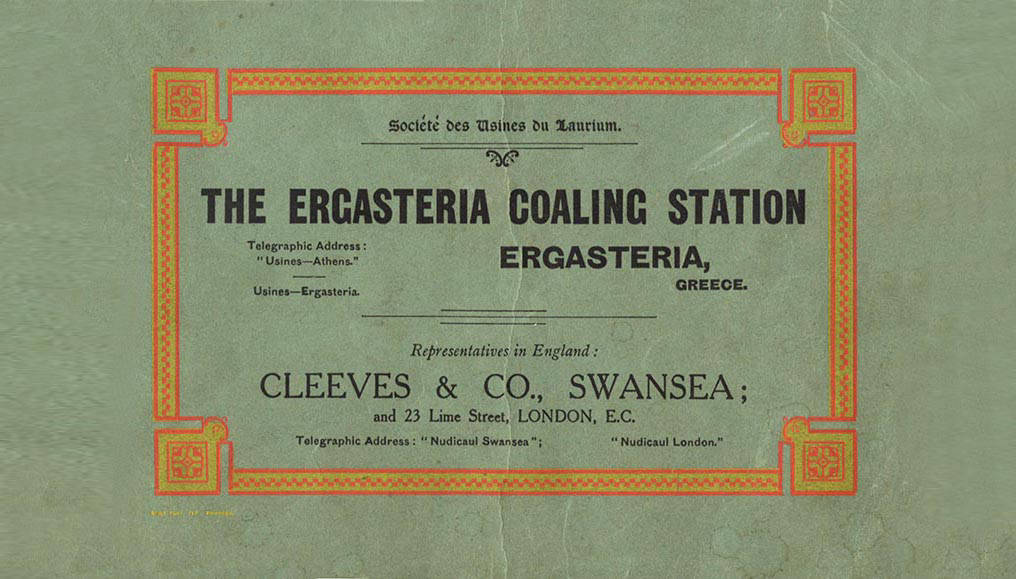 Société des Usines du Laurium.
THE ERGASTERIA COALING STATION
Telegraphic Address:
"Usines—Athens."
Usines—Ergasteria.
ERGASTERIA,
GREECE.
Representatives in England:
CLEEVES & CO., SWANSEA;
and 23 Lime Street, LONDON, E.C.
Telegraphic Address: "Nudicaul Swansea"; "Nudicaul London."